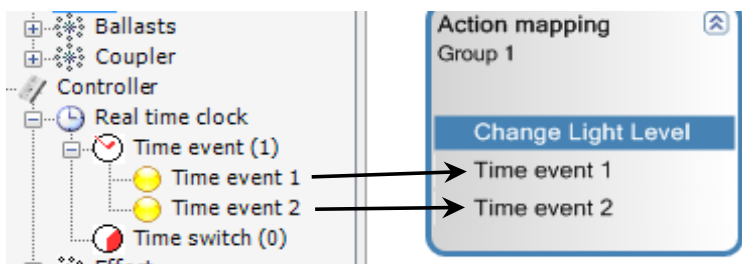 Ballasts
Coupler
Controller
Real time clock
Time event (1)
Time event 1
Time event 2
Time switch (0)
Action mapping
Group 1
Change Light Level
Time event 1
Time event 2